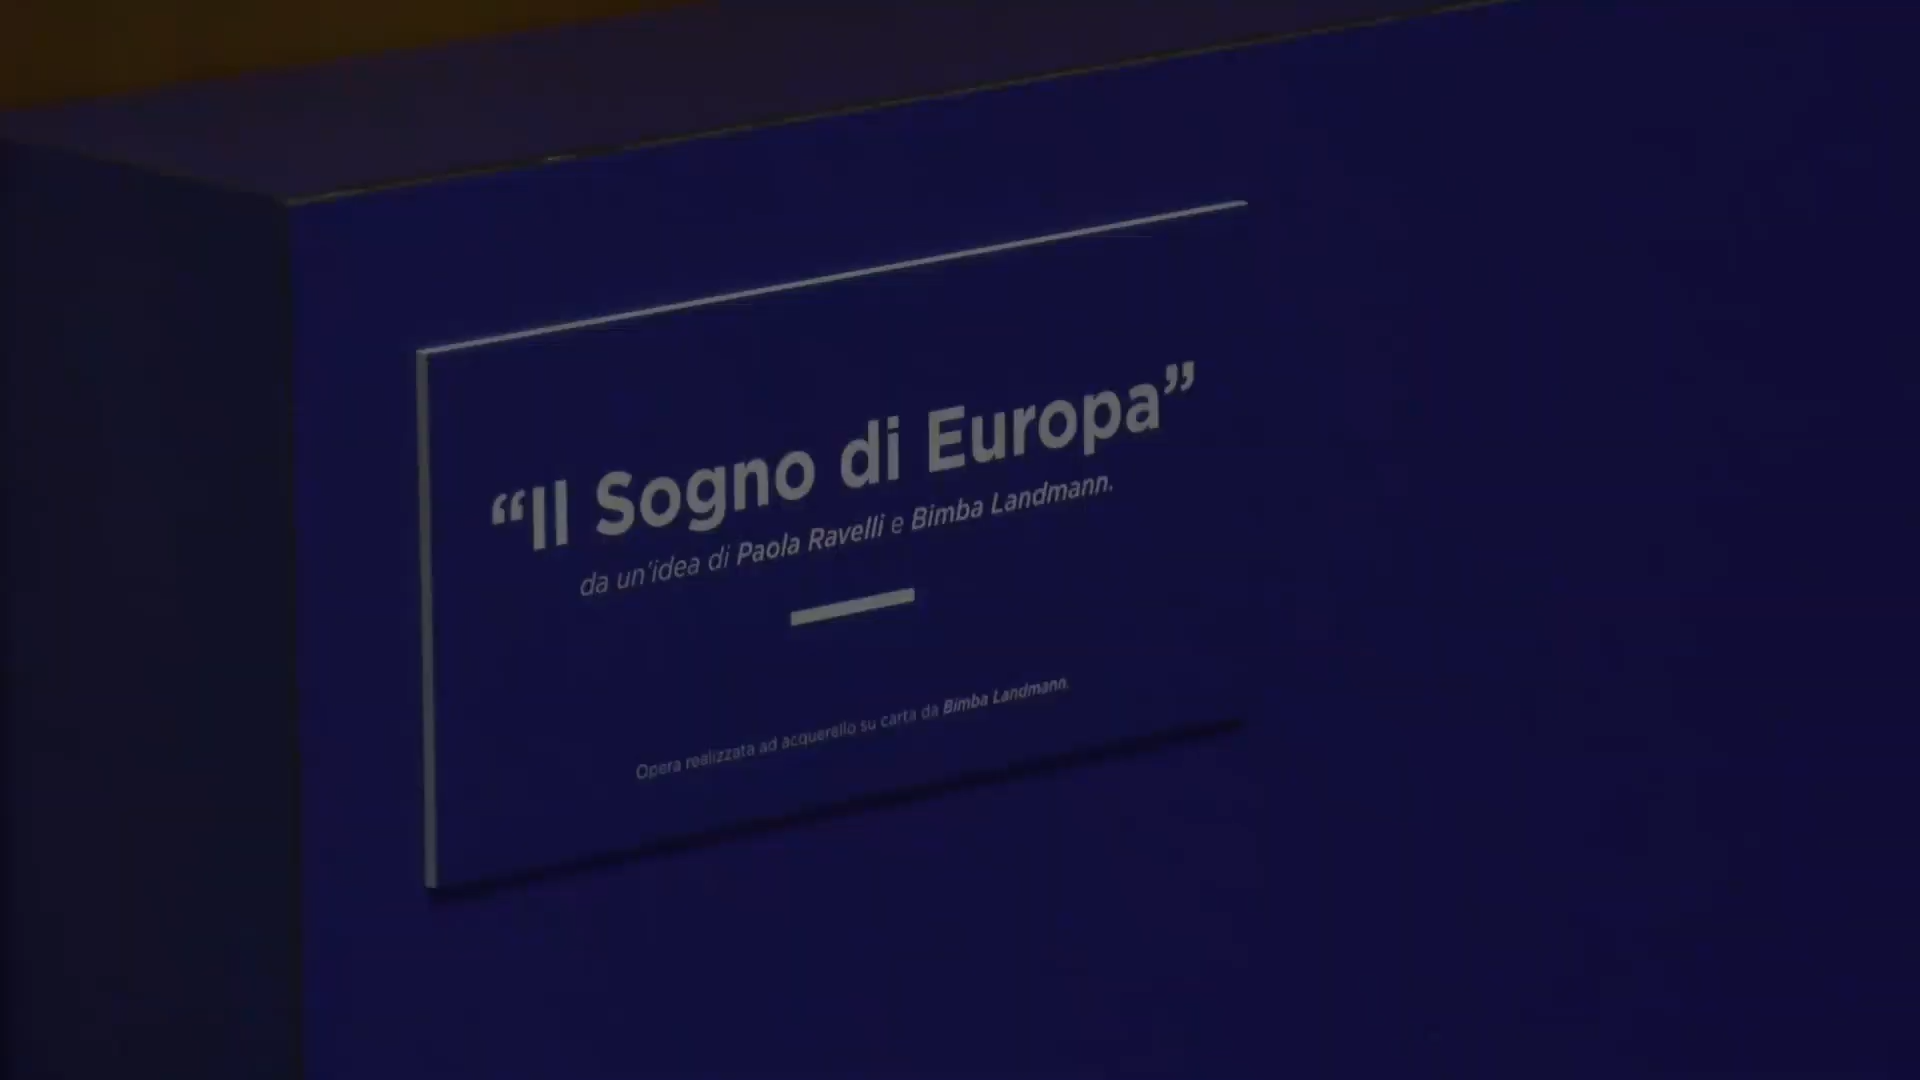 “Il Sogno di Europa”
da un’idea di Paola Ravelli e Bimba Landmann.
Opera realizzata ad acquerello su carta da Bimba Landmann.